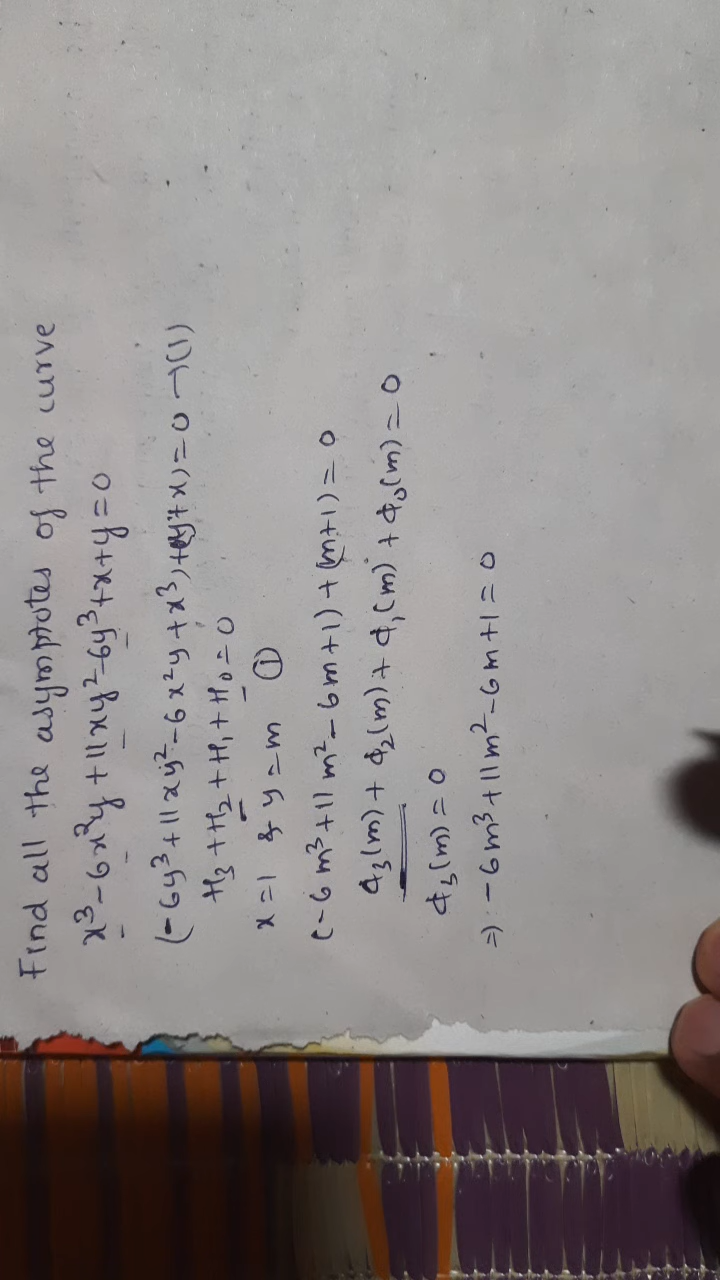 Find all the asymptotes of the curve
x³-6x²y+11xy²-6y³+x+y=0
(-6y³+11xy²-6x²y+x³)+(y+x)=0→(1)
H₃+H₂+H₁+H₀=0
x=1 & y=m ①
(-6m³+11m²-6m+1)+(m+1)=0
ϕ₃(m)+ϕ₂(m)+ϕ₁(m)+ϕ₀(m)=0
ϕ₃(m)=0
⇒ -6m³+11m²-6m+1=0